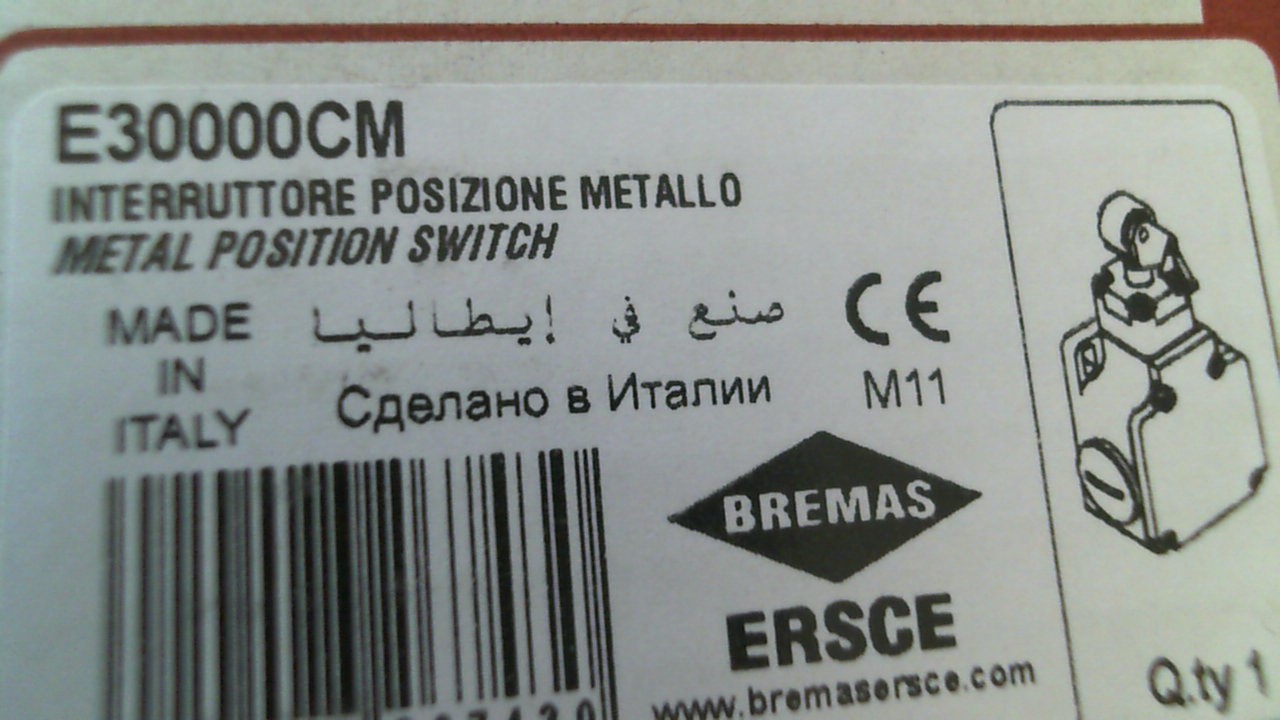 E30000CM
INTERRUTTORE POSIZIONE METALLO
METAL POSITION SWITCH
MADE
IN
ITALY
صنع في إيطاليا
Сделано в Италии
CE
M11
BREMAS
ERSCE
www.bremasersce.com
Q.ty 1